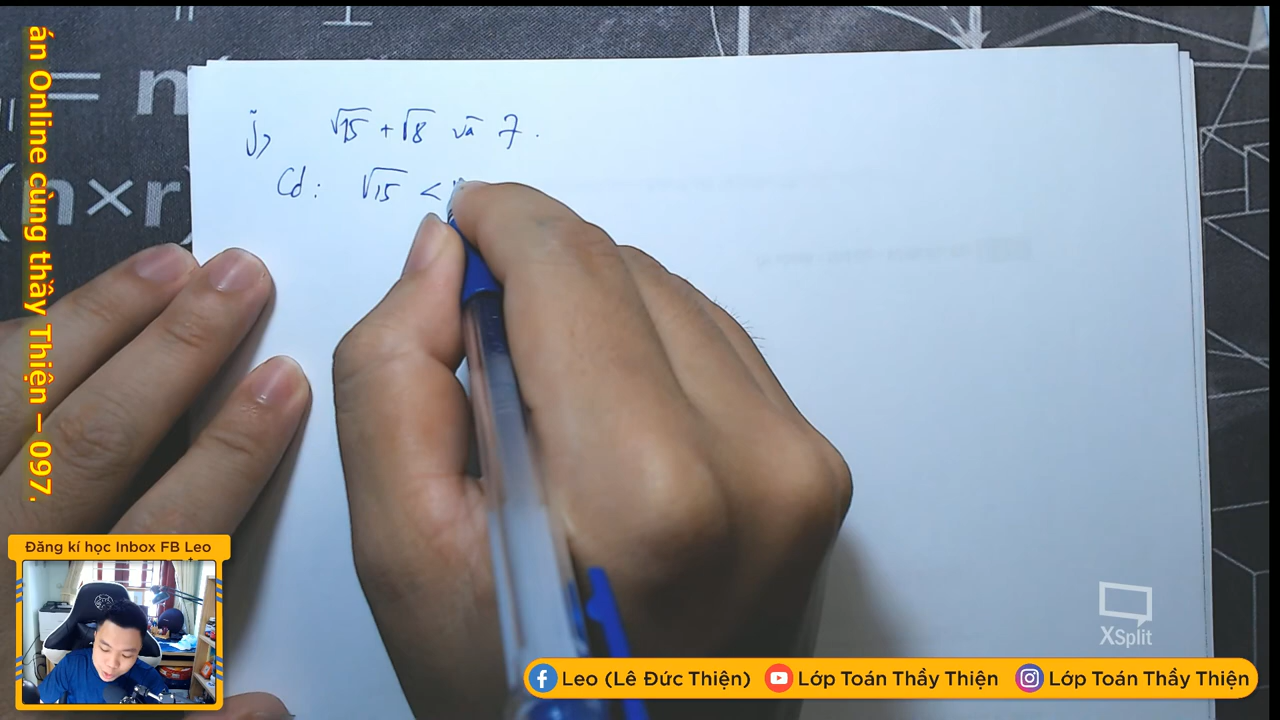 án Online cùng thầy Thiện – 097.
= n
(n×r)
j, √15 + √8 và 7.
Cd: √15 <
Đăng kí học Inbox FB Leo
XSplit
Leo (Lê Đức Thiện) Lớp Toán Thầy Thiện Lớp Toán Thầy Thiện